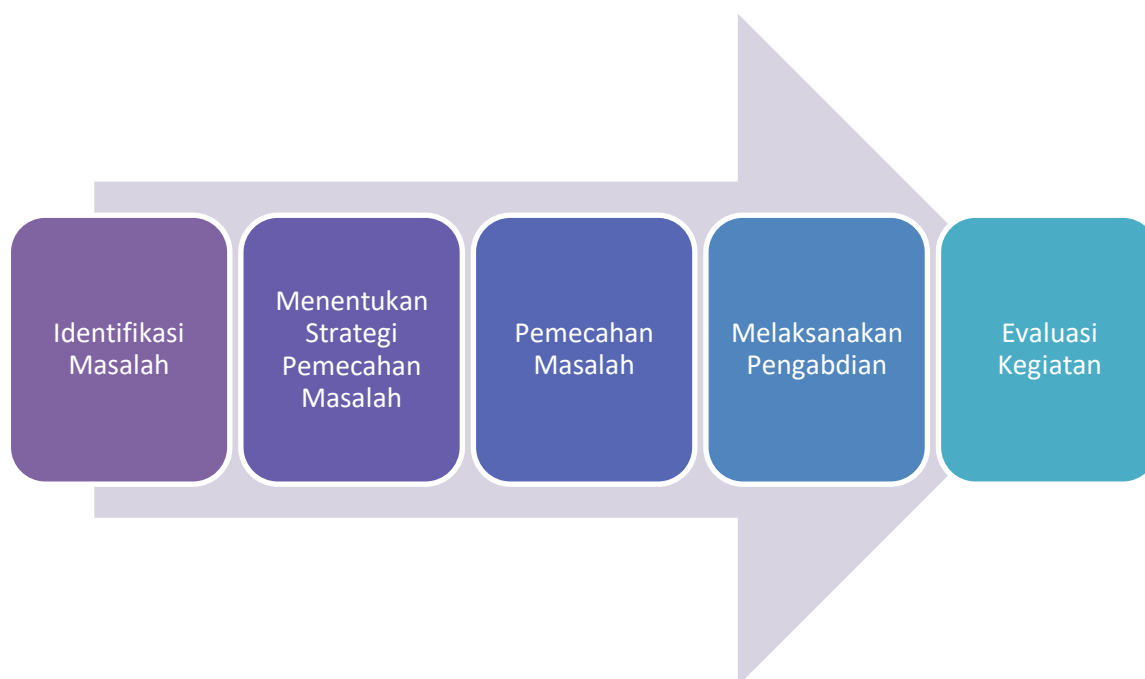 Identifikasi
Masalah
Menentukan
Strategi
Pemecahan
Masalah
Pemecahan
Masalah
Melaksanakan
Pengabdian
Evaluasi
Kegiatan